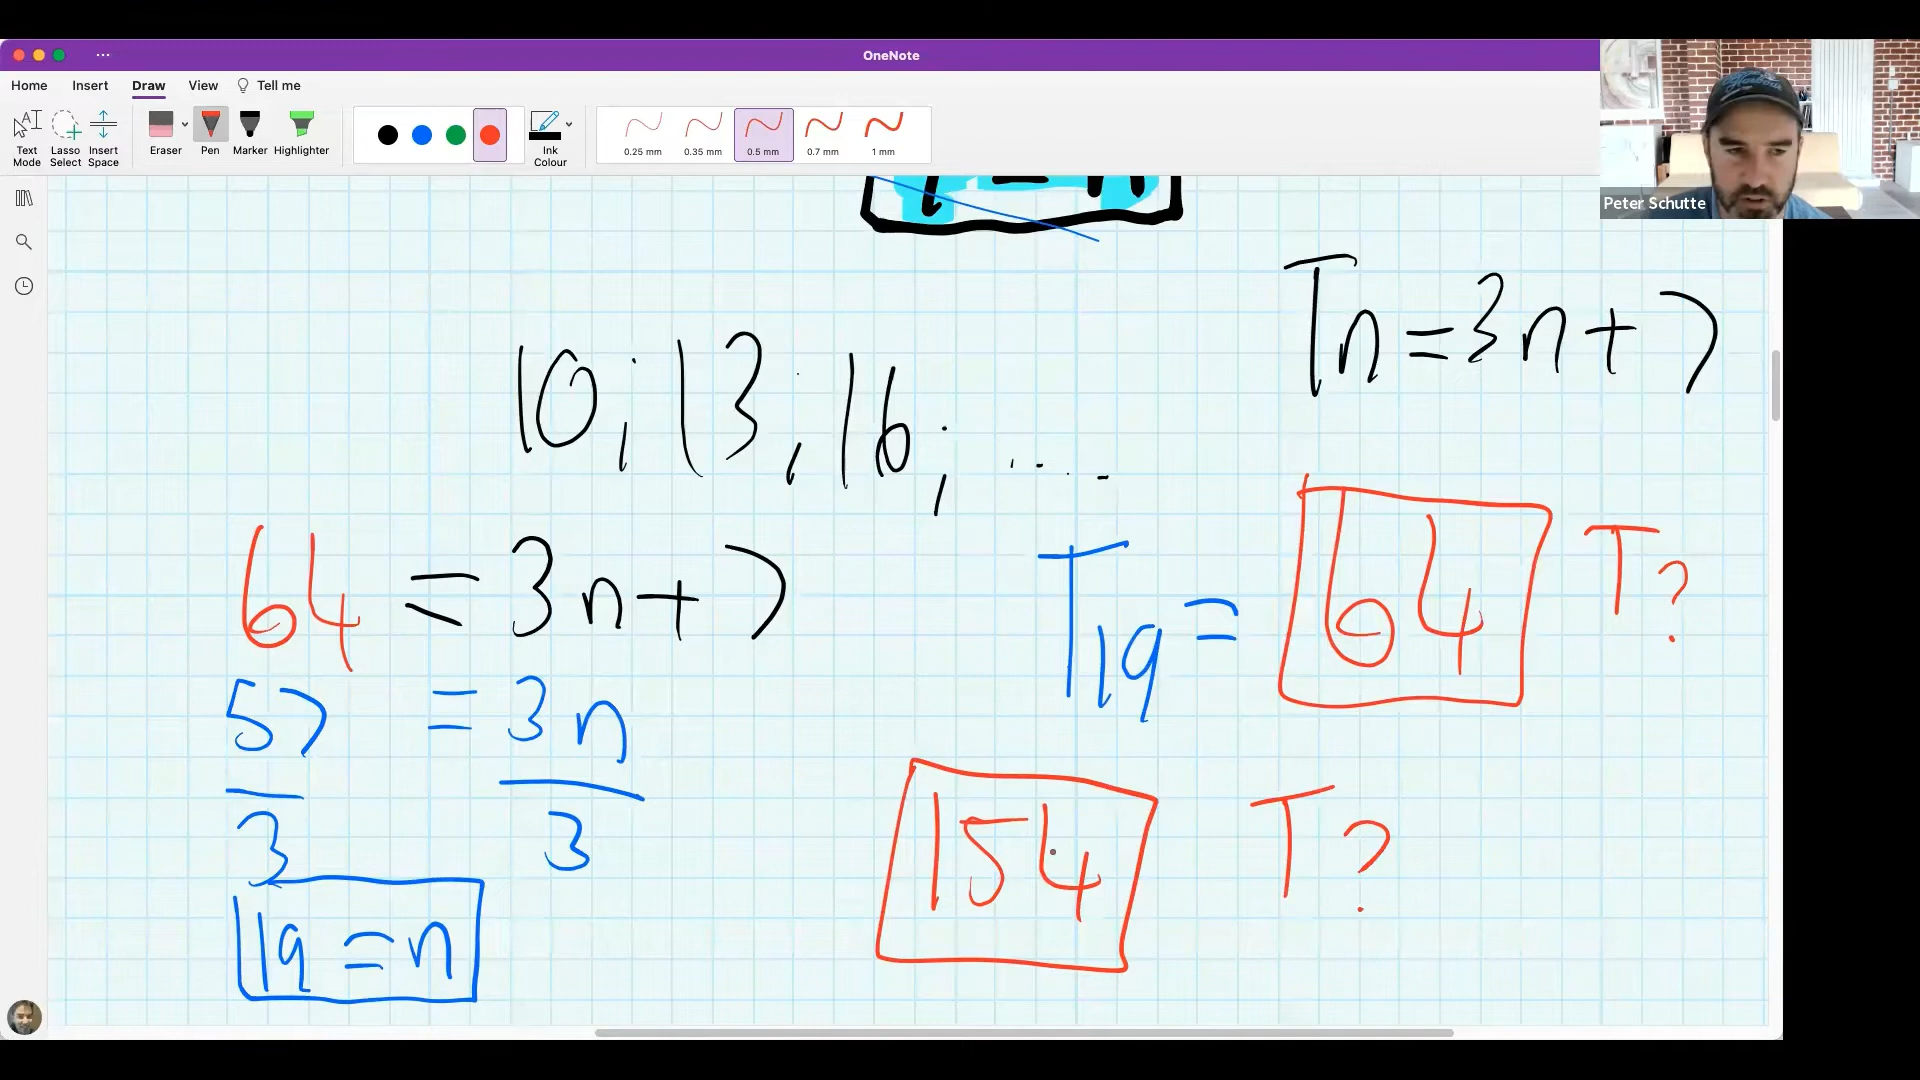 OneNote
Home Insert Draw View Tell me
Text Mode
Lasso Select
Insert Space
Eraser
Pen
Marker
Highlighter
Ink Colour
0.25 mm
0.35 mm
0.5 mm
0.7 mm
1 mm
Peter Schutte
Tn = 3n + 7
10; 13, 16; ....
64 = 3n + 7
57 = 3n
3 3
19 = n
T19 = 64 T?
154 T?